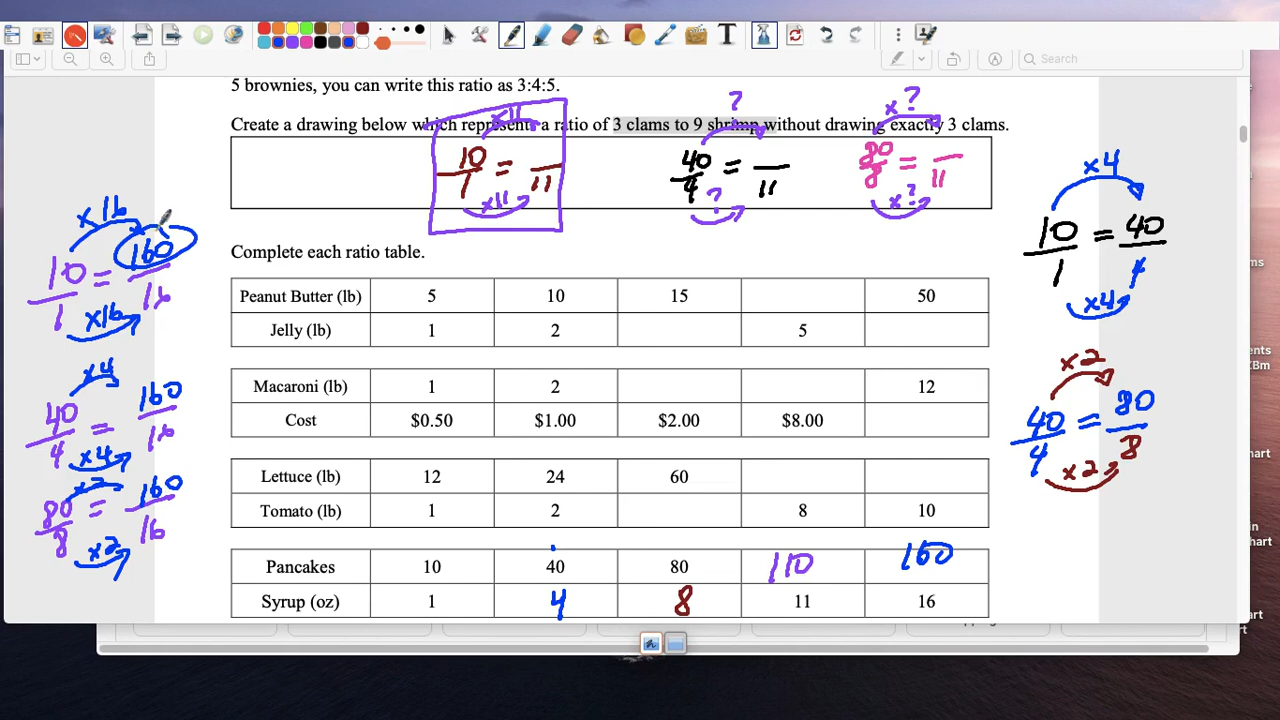 Search
5 brownies, you can write this ratio as 3:4:5.
? x?
Create a drawing below which represents a ratio of 3 clams to 9 shrimp without drawing exactly 3 clams.
x11
10/1 = __/11
x11
40/4 = __/11
?
80/8 = __/11
x?
x4
10/1 = 40/4
x4
x16
10/1 = 160/16
x16
Complete each ratio table.
Peanut Butter (lb) 5 10 15 50
Jelly (lb) 1 2 5
x2
40/4 = 80/8
x2
x4
40/4 = 160/16
x4
Macaroni (lb) 1 2 12
Cost $0.50 $1.00 $2.00 $8.00
x2
80/8 = 160/16
x2
Lettuce (lb) 12 24 60
Tomato (lb) 1 2 8 10
Pancakes 10 40 80 110 160
Syrup (oz) 1 4 8 11 16